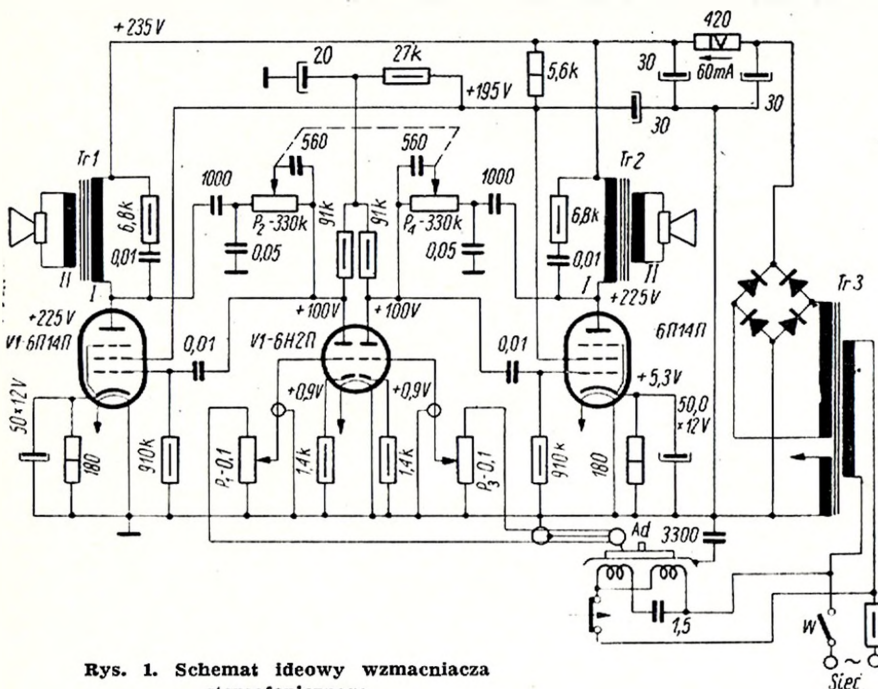 +235V
20
27k
5,6k
420
60mA
30
30
30
+195V
Tr1
Tr2
Tr3
560
560
1000
1000
6,8k
6,8k
P₂-330k
P₄-330k
91k
91k
0,01
0,01
0,05
0,05
II
I
I
II
+225V
+225V
+100V
+100V
V1-6П14П
V1-6Н2П
6П14П
0,01
0,01
+0,9V
+0,9V
+5,3V
50×12V
50,0
×12V
180
910k
P₁-0,1
1,4k
1,4k
P₃-0,1
910k
180
Ad
3300
1,5
W
Sieć
Rys. 1. Schemat ideowy wzmacniacza